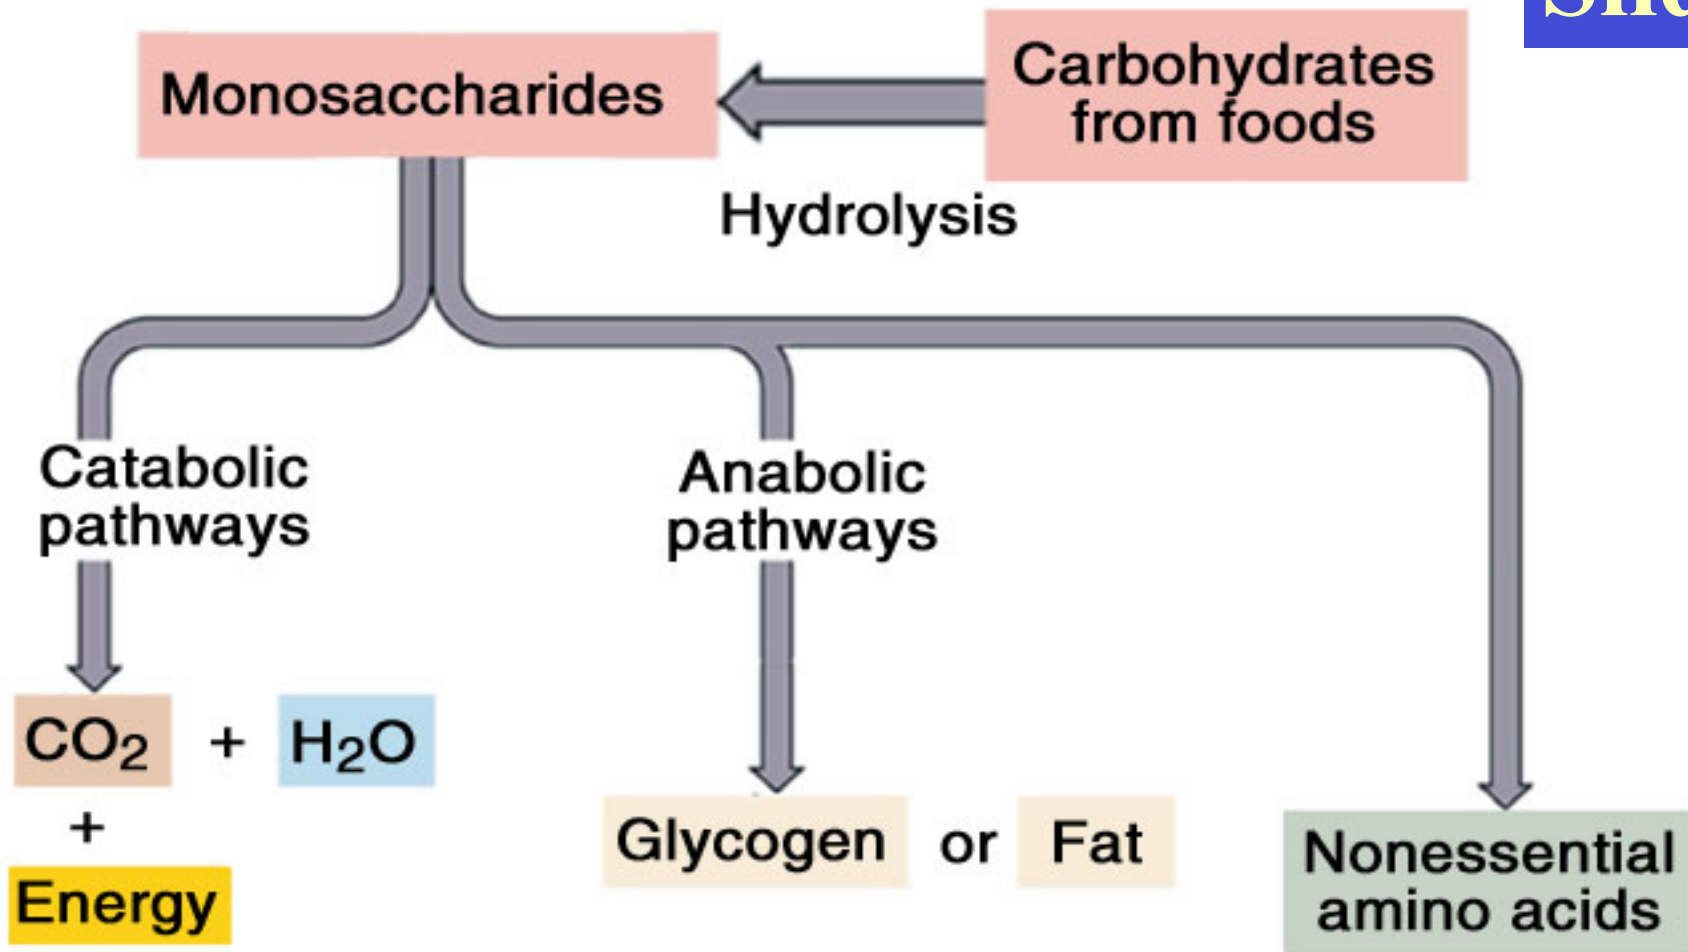 Monosaccharides
Carbohydrates
from foods
Hydrolysis
Catabolic
pathways
Anabolic
pathways
CO₂ + H₂O
+
Energy
Glycogen or Fat
Nonessential
amino acids